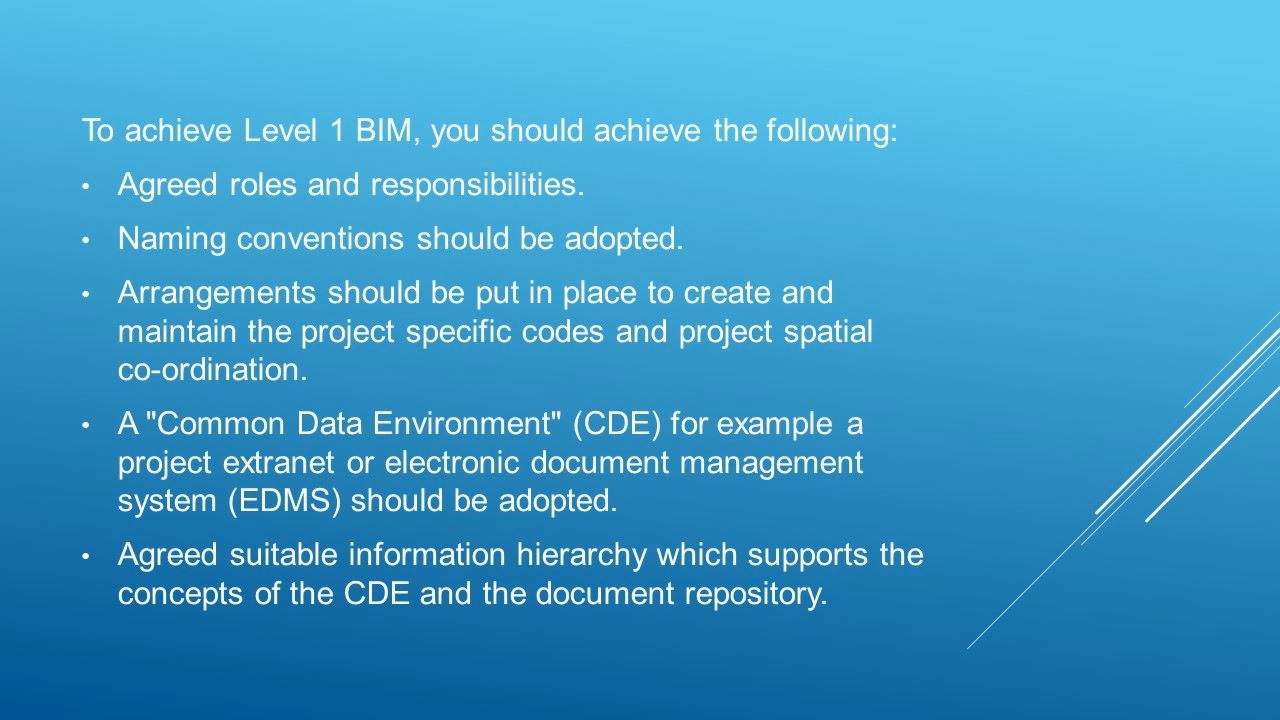 To achieve Level 1 BIM, you should achieve the following:
• Agreed roles and responsibilities.
• Naming conventions should be adopted.
• Arrangements should be put in place to create and
maintain the project specific codes and project spatial
co-ordination.
• A "Common Data Environment" (CDE) for example a
project extranet or electronic document management
system (EDMS) should be adopted.
• Agreed suitable information hierarchy which supports the
concepts of the CDE and the document repository.